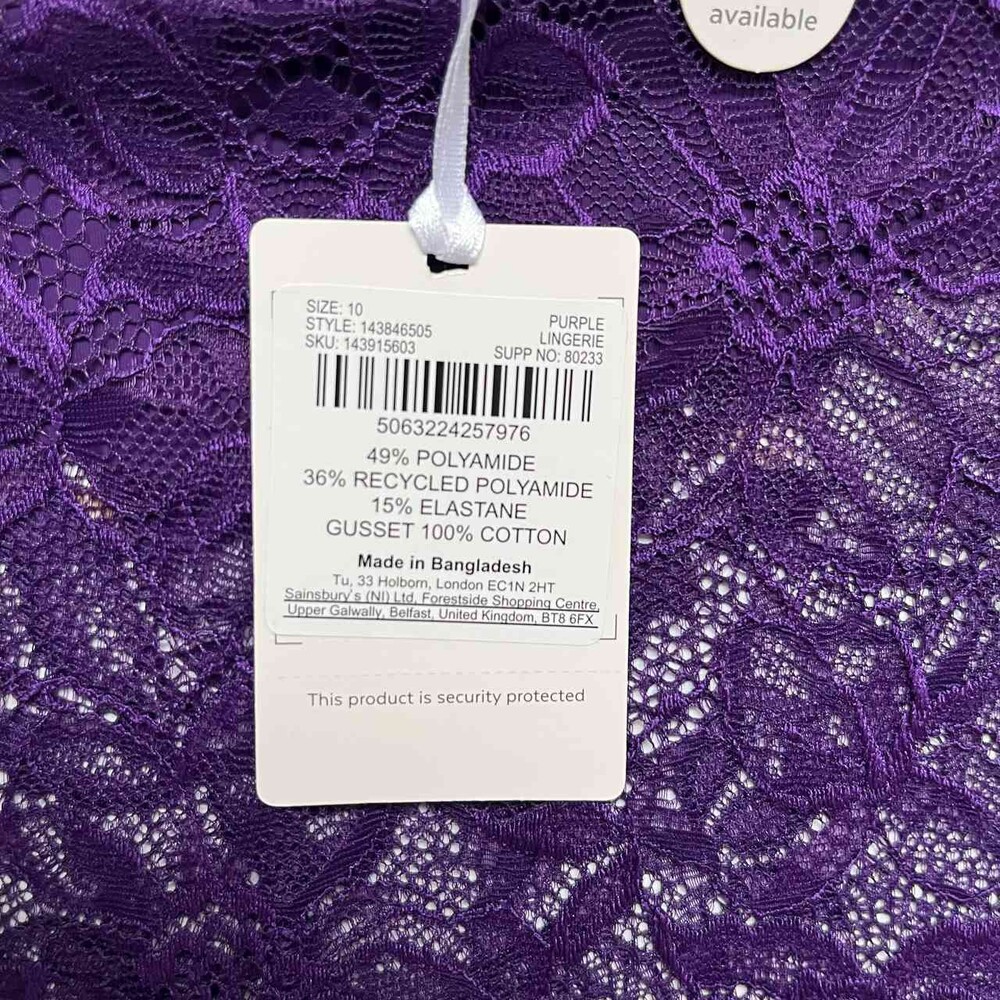 available
SIZE: 10
STYLE: 143846505
SKU: 143915603
PURPLE
LINGERIE
SUPP NO: 80233
5063224257976
49% POLYAMIDE
36% RECYCLED POLYAMIDE
15% ELASTANE
GUSSET 100% COTTON
Made in Bangladesh
Tu, 33 Holborn, London EC1N 2HT
Sainsbury's (NI) Ltd, Forestside Shopping Centre,
Upper Galwally, Belfast, United Kingdom, BT8 6FX
This product is security protected